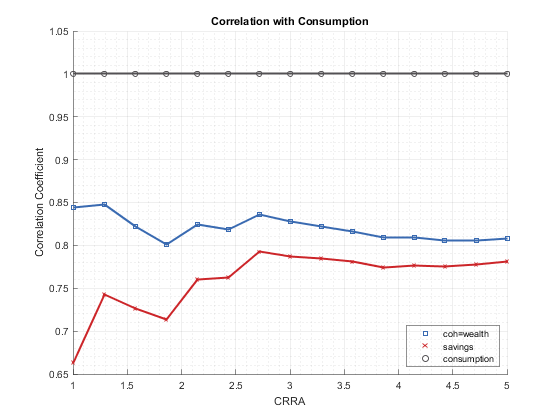 Correlation with Consumption
1.05
1
0.95
0.9
0.85
0.8
0.75
0.7
0.65
Correlation Coefficient
1 1.5 2 2.5 3 3.5 4 4.5 5
CRRA
coh=wealth
savings
consumption